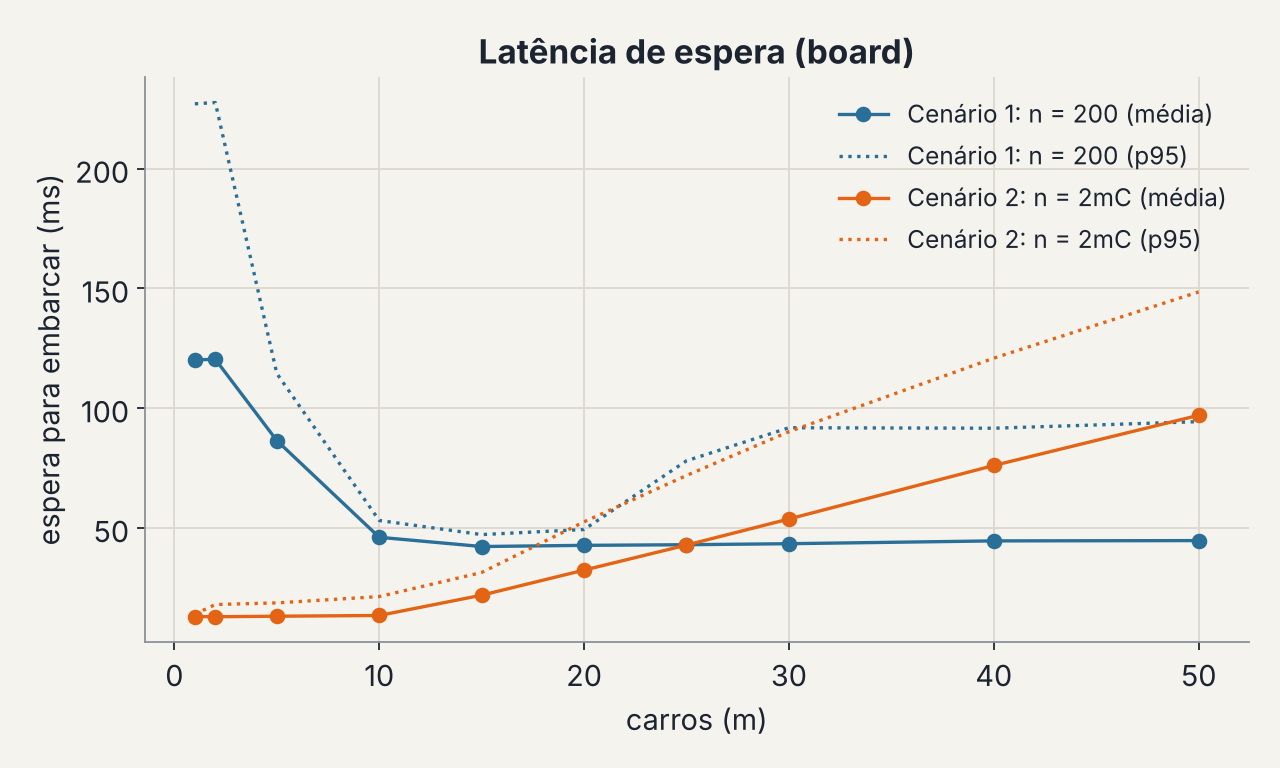 Latência de espera (board)
Cenário 1: n = 200 (média)
Cenário 1: n = 200 (p95)
Cenário 2: n = 2mC (média)
Cenário 2: n = 2mC (p95)
espera para embarcar (ms)
200
150
100
50
0 10 20 30 40 50
carros (m)